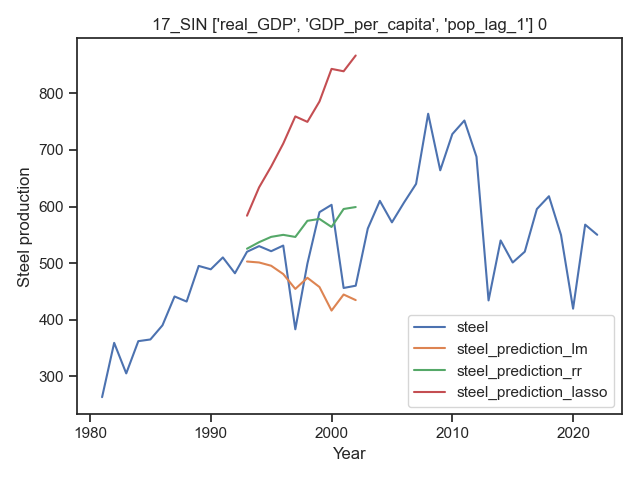 17_SIN ['real_GDP', 'GDP_per_capita', 'pop_lag_1'] 0
Steel production
800
700
600
500
400
300
1980
1990
2000
2010
2020
Year
steel
steel_prediction_lm
steel_prediction_rr
steel_prediction_lasso